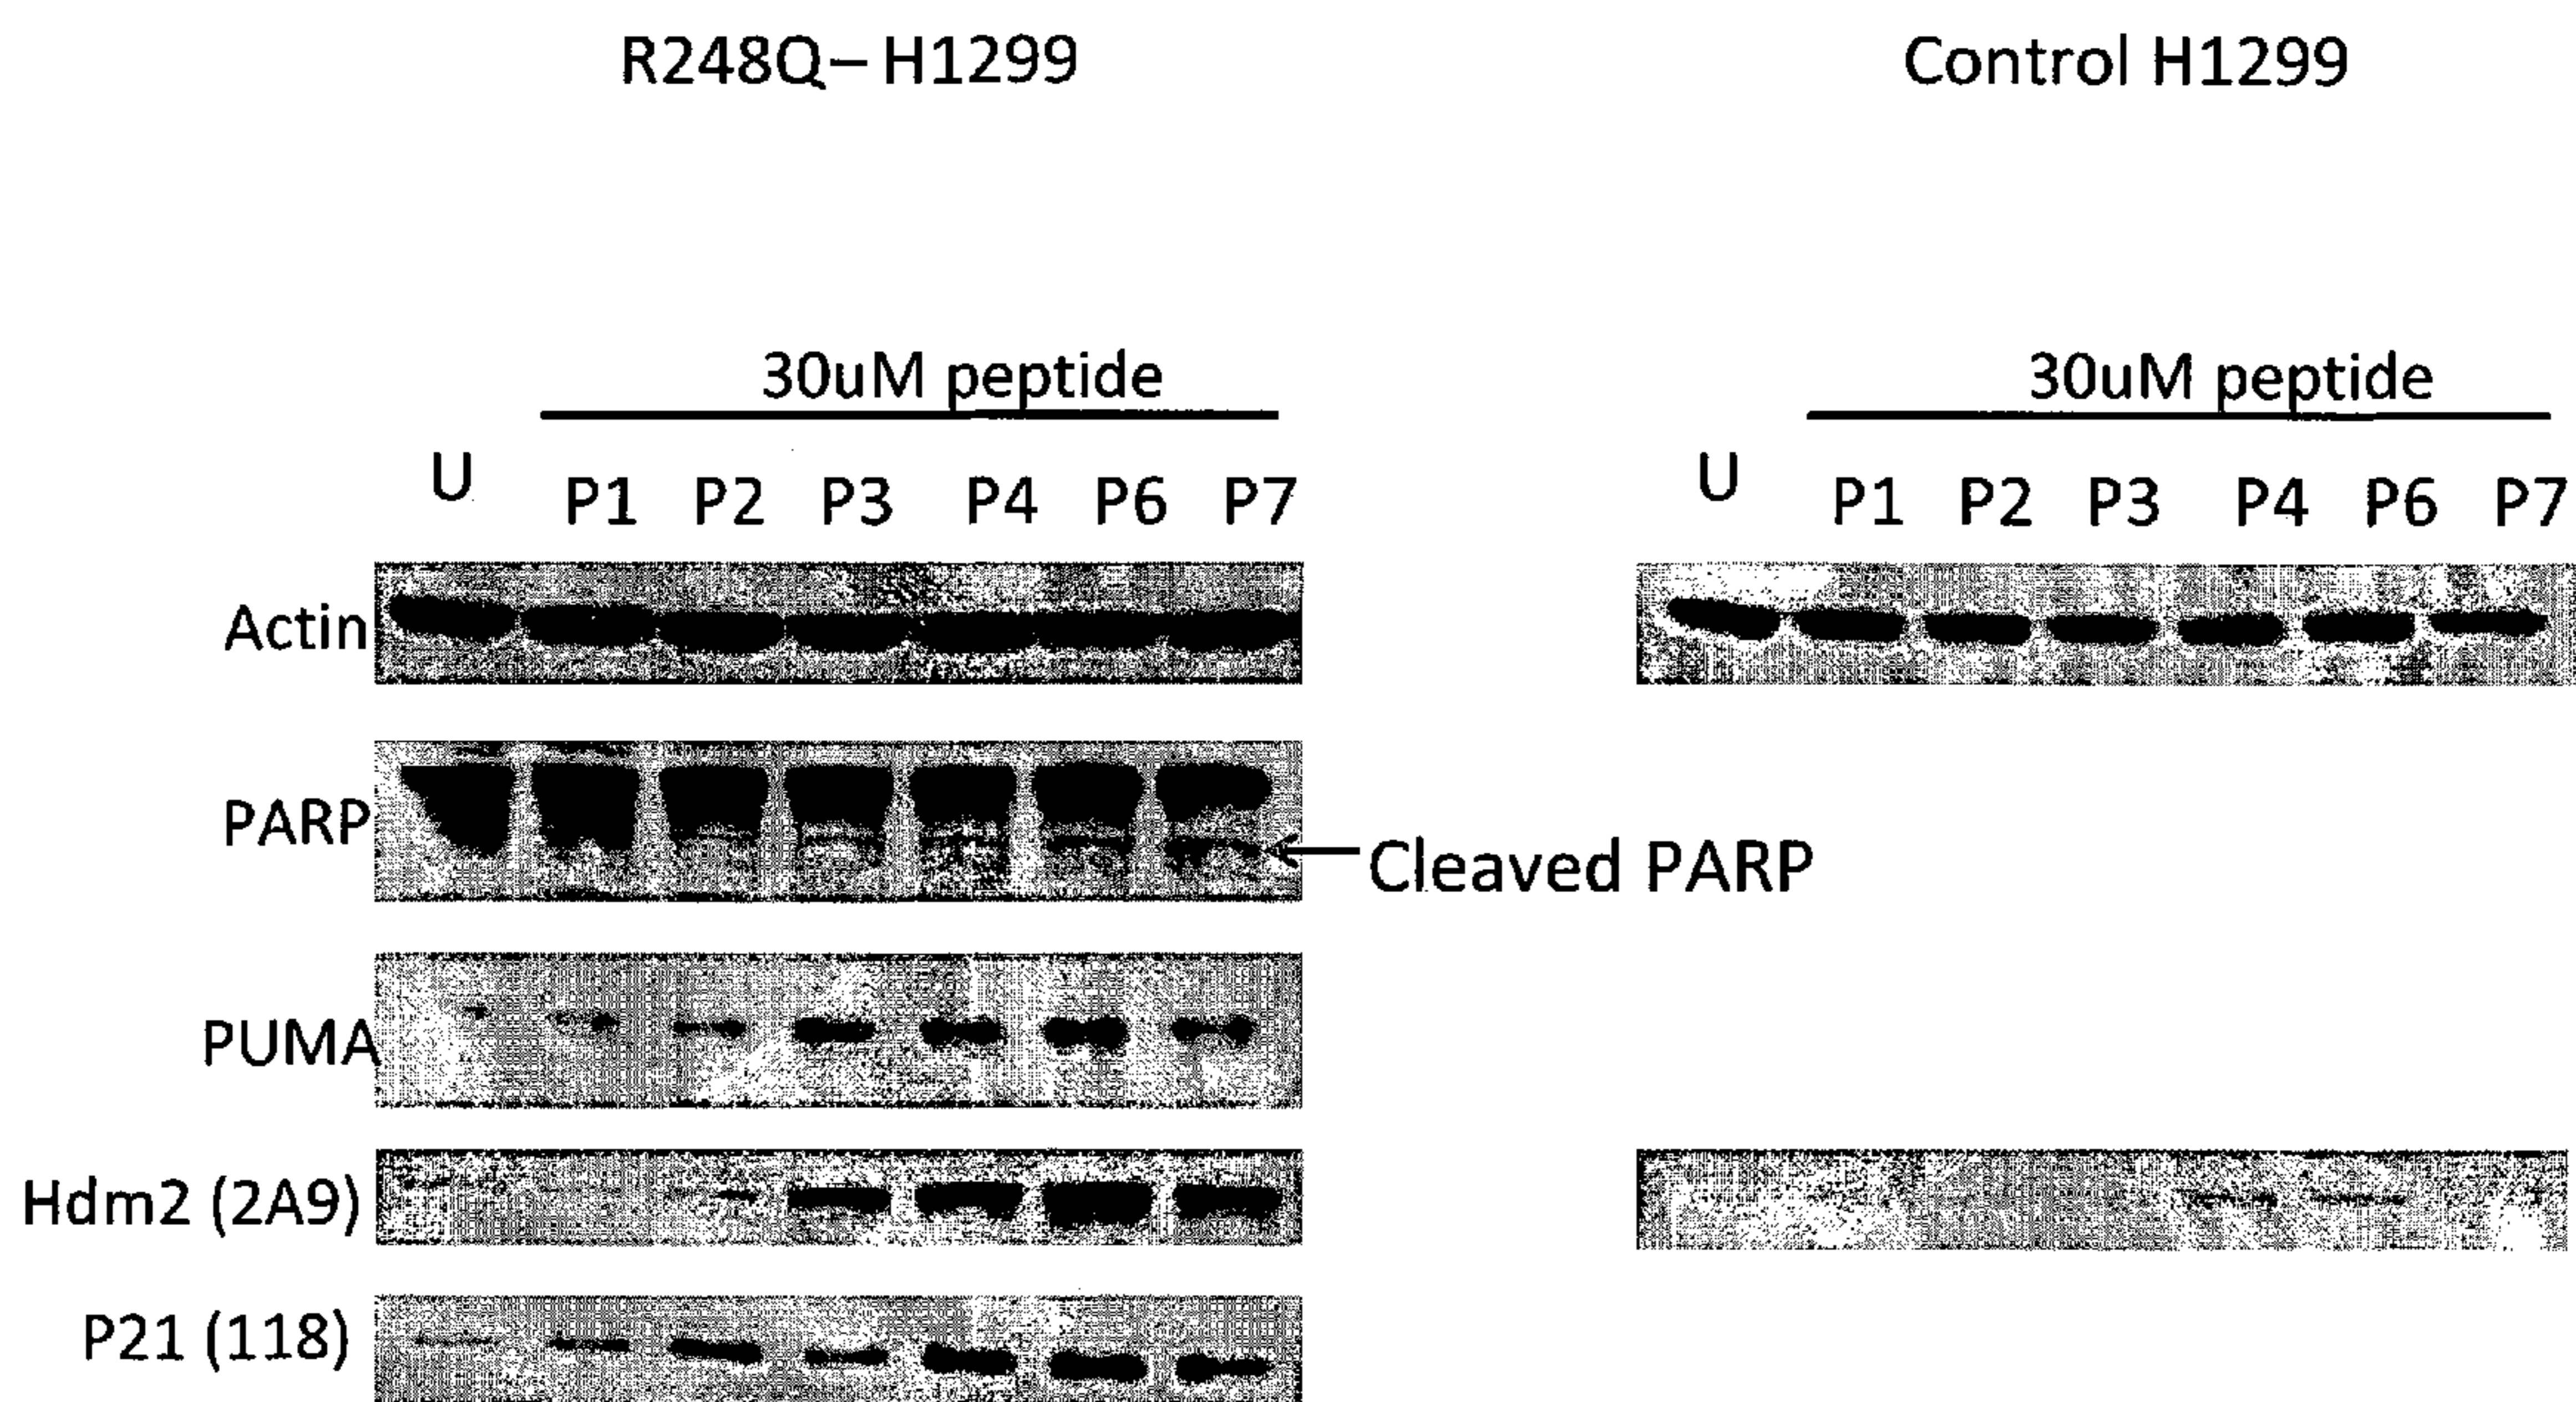 R248Q – H1299 Control H1299
30uM peptide 30uM peptide
U P1 P2 P3 P4 P6 P7 U P1 P2 P3 P4 P6 P7
Actin
PARP
Cleaved PARP
PUMA
Hdm2 (2A9)
P21 (118)